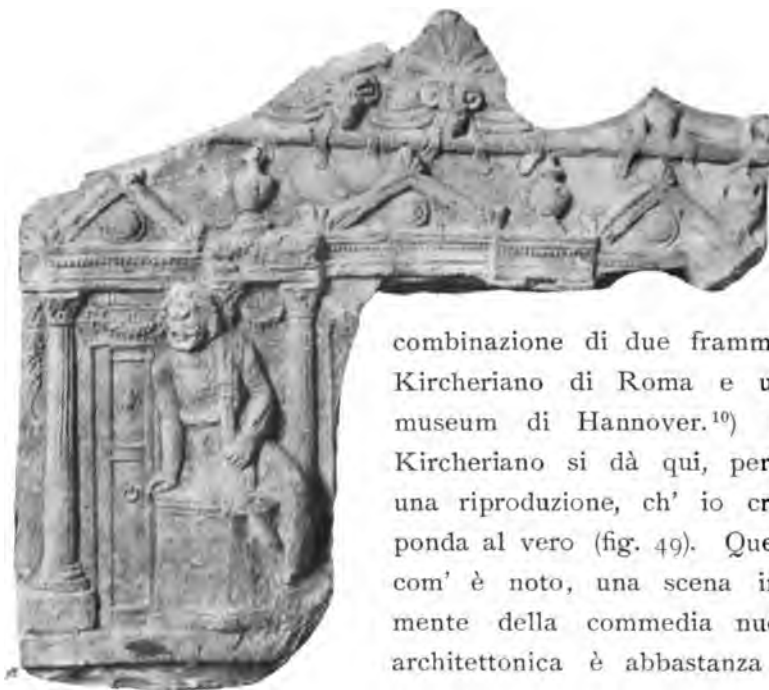 combinazione di due framm
Kircheriano di Roma e u
museum di Hannover.¹⁰)
Kircheriano si dà qui, per
una riproduzione, ch' io cr
ponda al vero (fig. 49). Que
com' è noto, una scena i
mente della commedia nu
architettonica è abbastanza